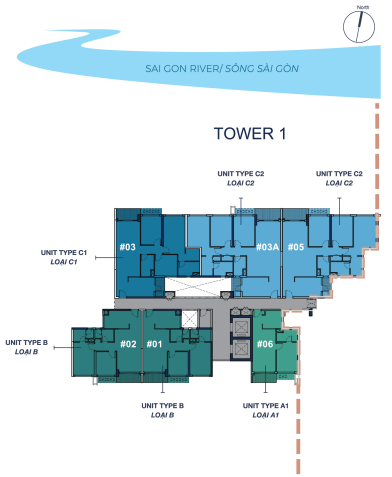 North
SAI GON RIVER/ SÔNG SÀI GÒN
TOWER 1
UNIT TYPE C2
LOẠI C2
UNIT TYPE C2
LOẠI C2
#03
#03A
#05
UNIT TYPE C1
LOẠI C1
UNIT TYPE B
LOẠI B
#02
#01
#06
UNIT TYPE B
LOẠI B
UNIT TYPE A1
LOẠI A1